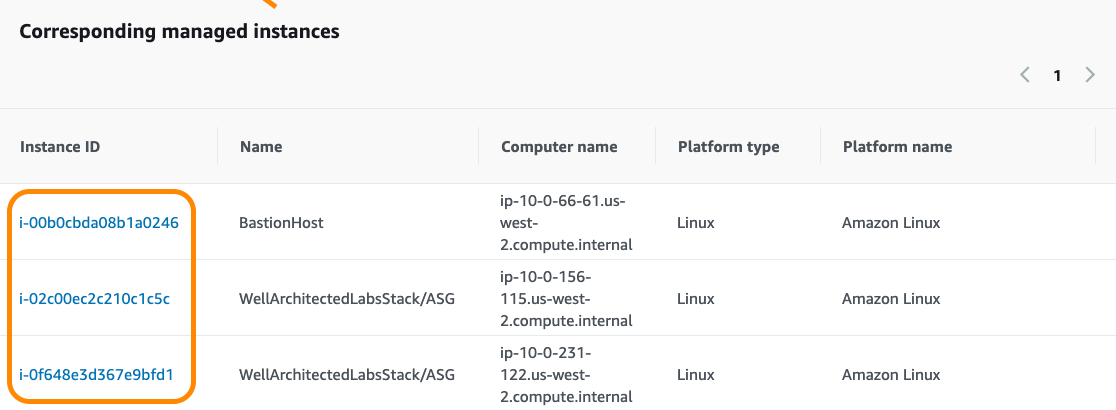 Corresponding managed instances
1
Instance ID Name Computer name Platform type Platform name
ip-10-0-66-61.us-
i-00b0cbda08b1a0246 BastionHost west- Linux Amazon Linux
2.compute.internal
ip-10-0-156-
i-02c00ec2c210c1c5c WellArchitectedLabsStack/ASG 115.us-west- Linux Amazon Linux
2.compute.internal
ip-10-0-231-
i-0f648e3d367e9bfd1 WellArchitectedLabsStack/ASG 122.us-west- Linux Amazon Linux
2.compute.internal